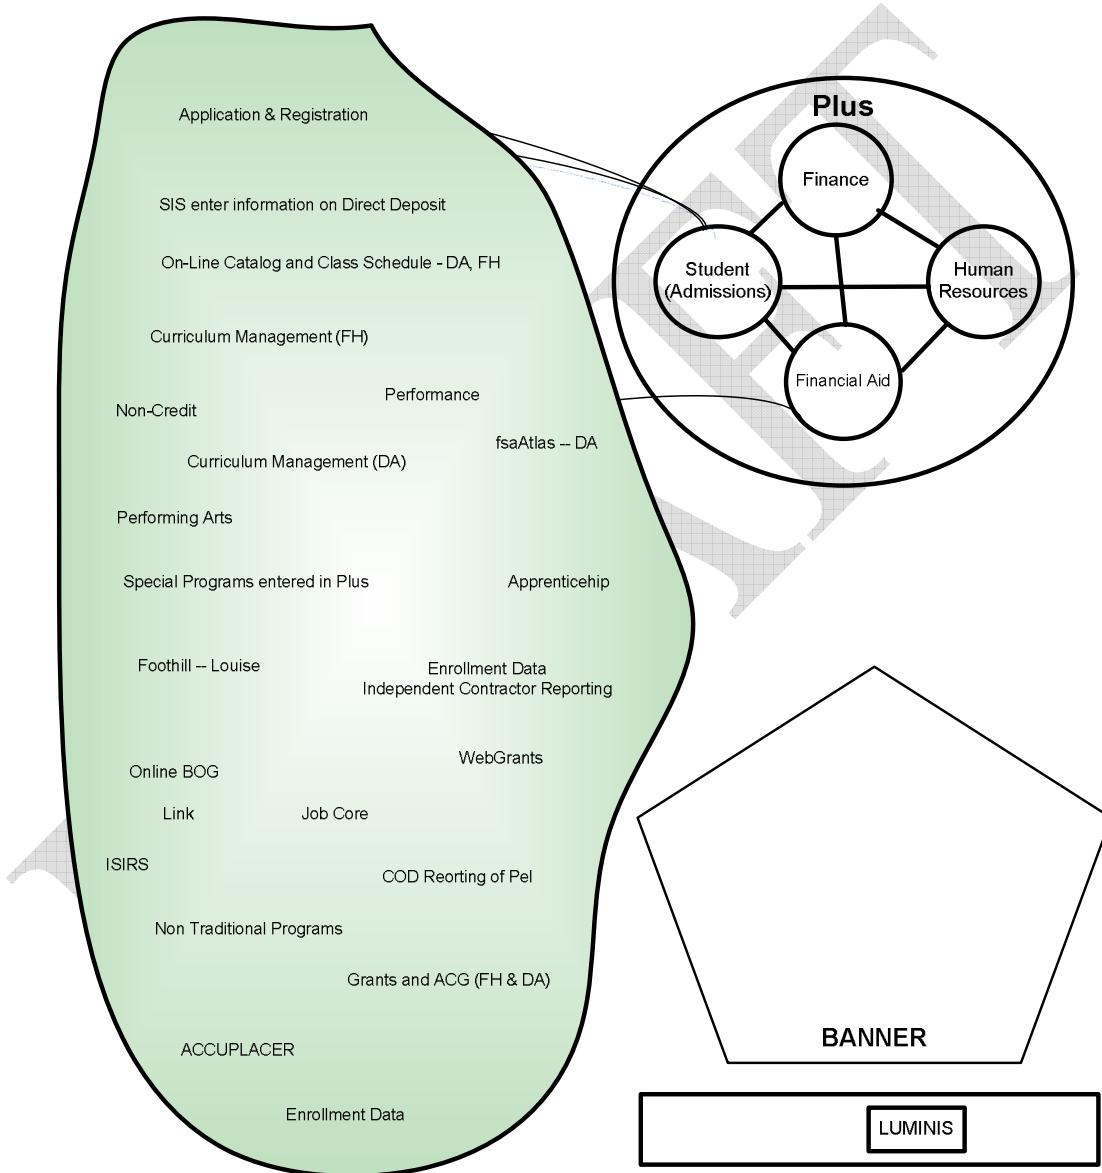 Plus
Application & Registration
Finance
SIS enter information on Direct Deposit
On-Line Catalog and Class Schedule - DA, FH
Student
(Admissions)
Human
Resources
Curriculum Management (FH)
Performance
Financial Aid
Non-Credit
fsaAtlas -- DA
Curriculum Management (DA)
Performing Arts
Special Programs entered in Plus
Apprenticehip
Foothill -- Louise
Enrollment Data
Independent Contractor Reporting
WebGrants
Online BOG
Link
Job Core
ISIRS
COD Reorting of Pel
Non Traditional Programs
Grants and ACG (FH & DA)
BANNER
ACCUPLACER
Enrollment Data
LUMINIS